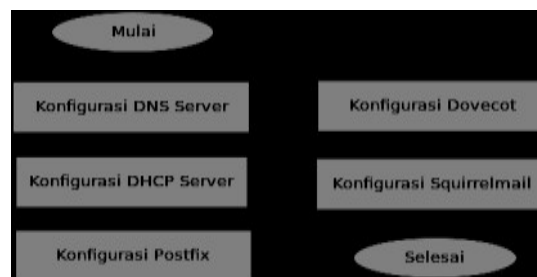 Mulai
Konfigurasi DNS Server
Konfigurasi DHCP Server
Konfigurasi Postfix
Konfigurasi Dovecot
Konfigurasi Squirrelmail
Selesai